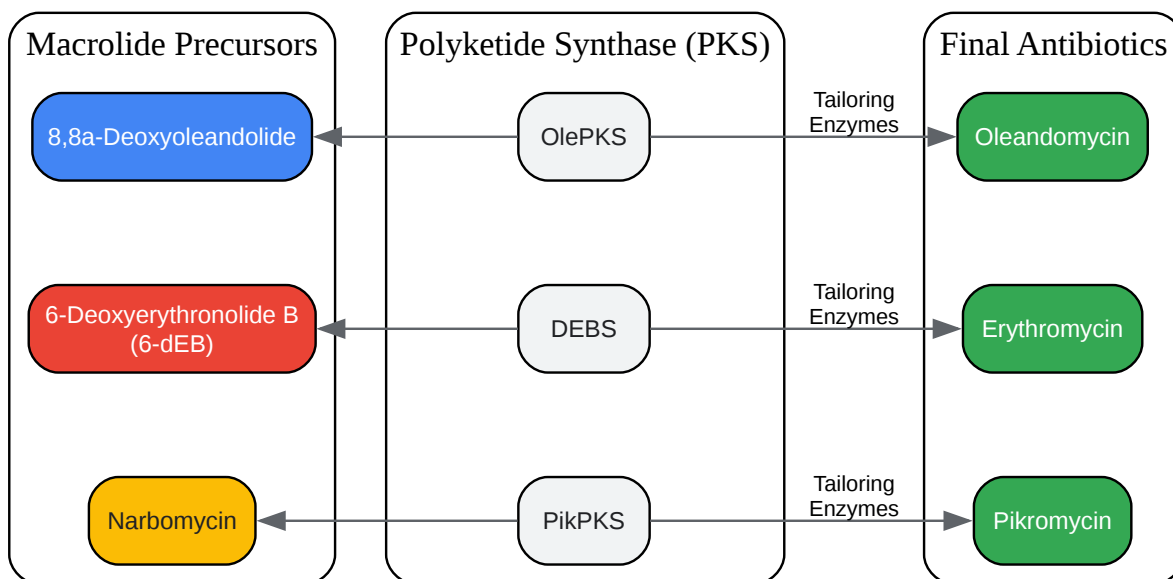 Macrolide Precursors
Polyketide Synthase (PKS)
Final Antibiotics
8,8a-Deoxyoleandolide
OlePKS
Tailoring
Enzymes
Oleandomycin
6-Deoxyerythronolide B
(6-dEB)
DEBS
Tailoring
Enzymes
Erythromycin
Narbomycin
PikPKS
Tailoring
Enzymes
Pikromycin